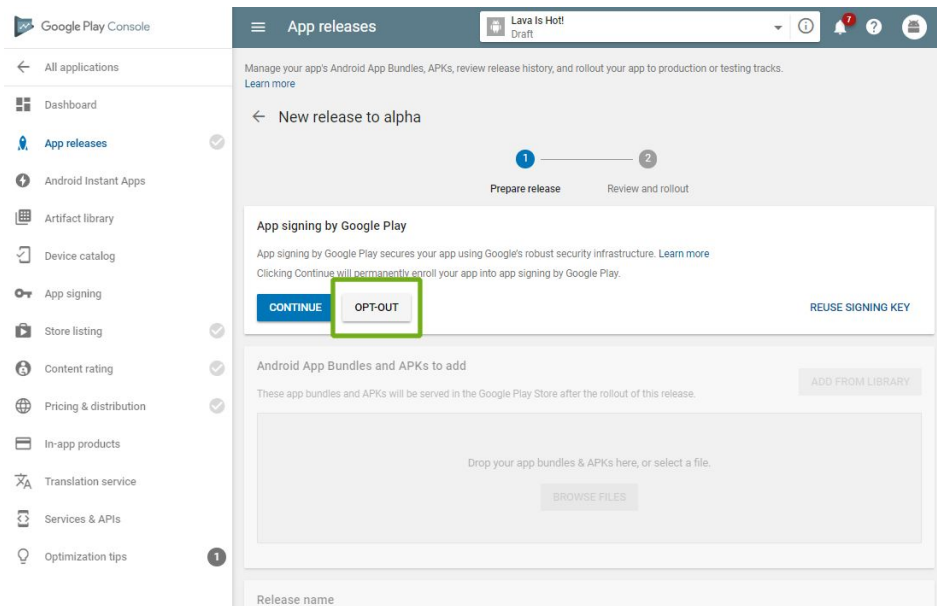 Google Play Console
App releases
Lava Is Hot!
Draft
7
All applications
Dashboard
App releases
Android Instant Apps
Artifact library
Device catalog
App signing
Store listing
Content rating
Pricing & distribution
In-app products
Translation service
Services & APIs
Optimization tips
1
Manage your app's Android App Bundles, APKs, review release history, and rollout your app to production or testing tracks.
Learn more
New release to alpha
1
2
Prepare release
Review and rollout
App signing by Google Play
App signing by Google Play secures your app using Google's robust security infrastructure. Learn more
Clicking Continue will permanently enroll your app into app signing by Google Play.
CONTINUE
OPT-OUT
REUSE SIGNING KEY
Android App Bundles and APKs to add
ADD FROM LIBRARY
These app bundles and APKs will be served in the Google Play Store after the rollout of this release.
Drop your app bundles & APKs here, or select a file.
BROWSE FILES
Release name